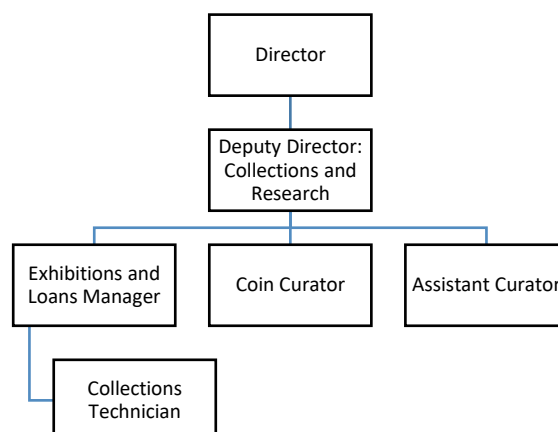 Director
Deputy Director:
Collections and
Research
Exhibitions and
Loans Manager
Coin Curator
Assistant Curator
Collections
Technician